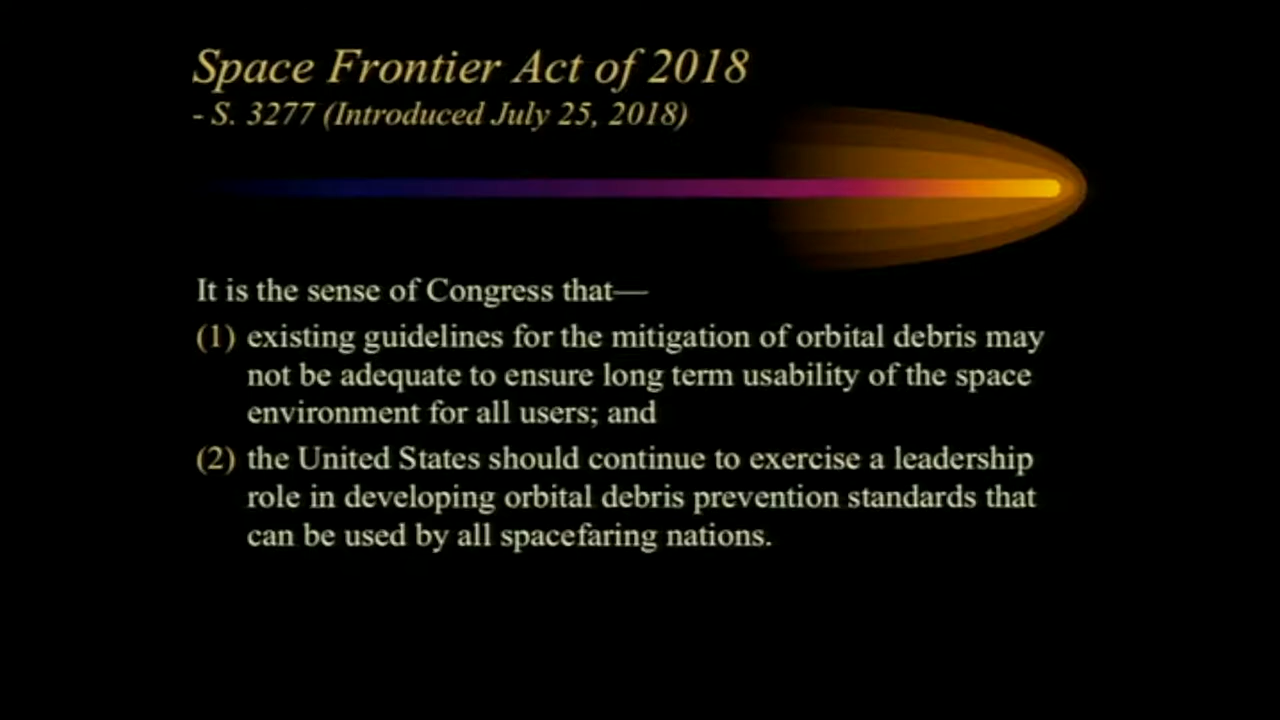 Space Frontier Act of 2018
- S. 3277 (Introduced July 25, 2018)
It is the sense of Congress that—
(1) existing guidelines for the mitigation of orbital debris may
not be adequate to ensure long term usability of the space
environment for all users; and
(2) the United States should continue to exercise a leadership
role in developing orbital debris prevention standards that
can be used by all spacefaring nations.